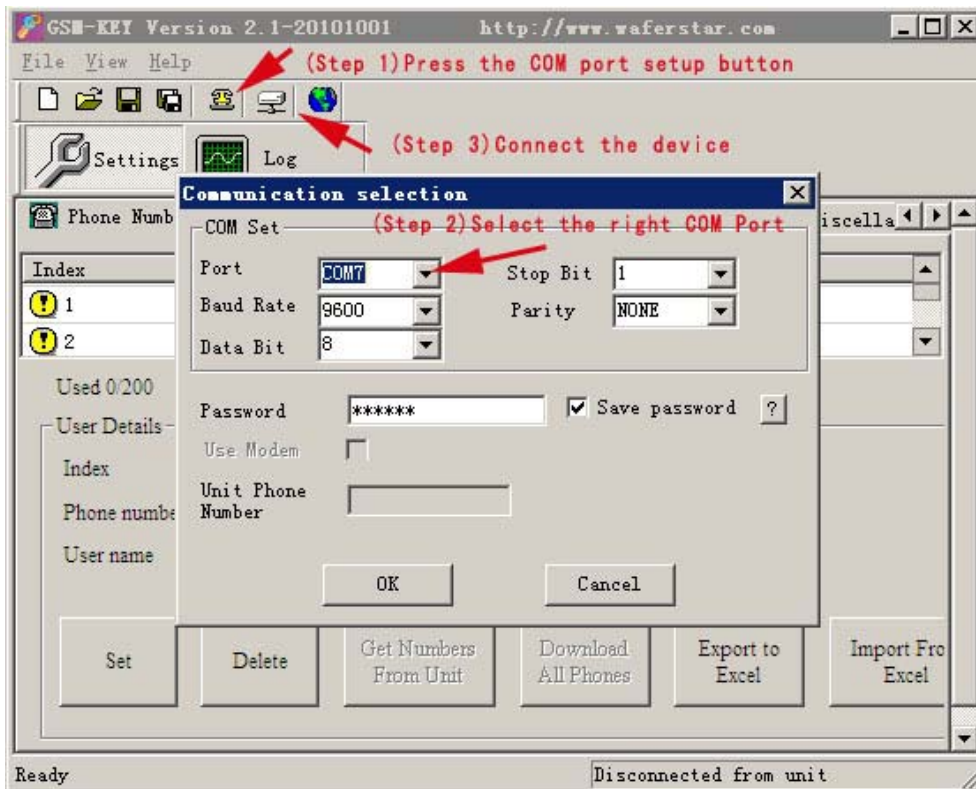 GSM-KEY Version 2.1-20101001 http://www.waferstar.com
File View Help
(Step 1)Press the COM port setup button
(Step 3)Connect the device
Settings
Log
Communication selection
Phone Numb
iscella
COM Set
(Step 2)Select the right COM Port
Index
Port
COM7
Stop Bit
1
1
Baud Rate
9600
Parity
NONE
2
Data Bit
8
Used 0/200
Password
******
Save password
?
User Details
Use Modem
Index
Unit Phone
Number
Phone numbe
User name
OK
Cancel
Set
Delete
Get Numbers
From Unit
Download
All Phones
Export to
Excel
Import Fro
Excel
Ready
Disconnected from unit